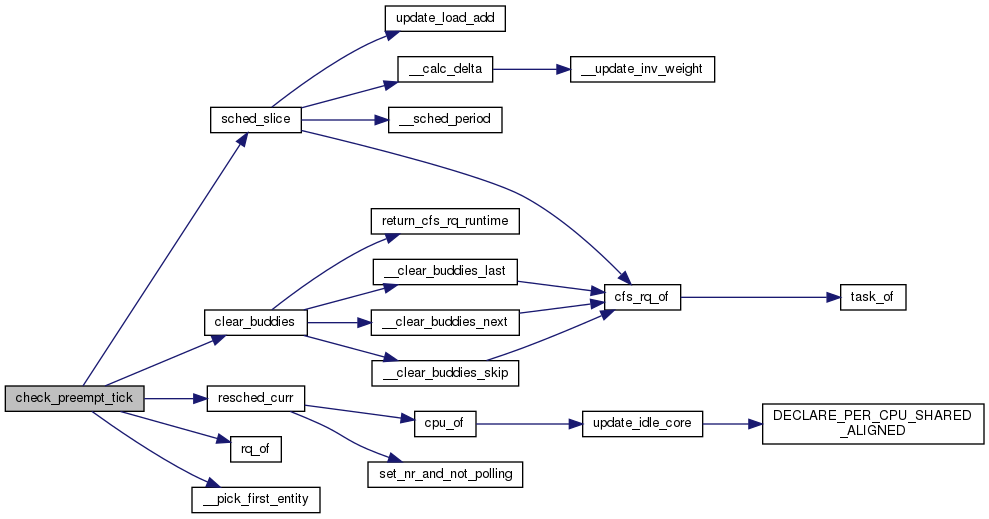 update_load_add
__calc_delta
__update_inv_weight
sched_slice
__sched_period
return_cfs_rq_runtime
__clear_buddies_last
cfs_rq_of
task_of
clear_buddies
__clear_buddies_next
__clear_buddies_skip
check_preempt_tick
resched_curr
cpu_of
update_idle_core
DECLARE_PER_CPU_SHARED
_ALIGNED
rq_of
set_nr_and_not_polling
__pick_first_entity